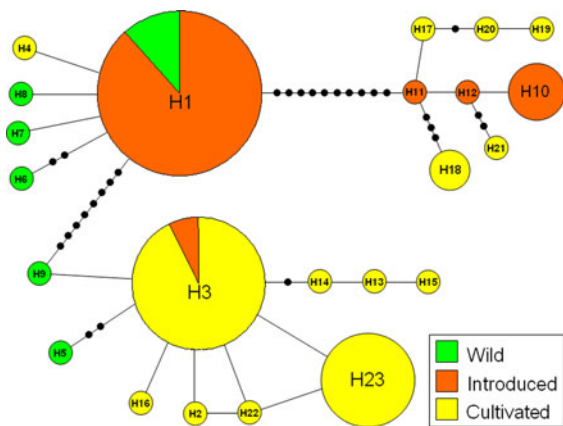 H4
H8
H7
H6
H1
H17
H20
H19
H11
H12
H10
H21
H18
H9
H3
H14
H13
H15
H5
H16
H2
H22
H23
Wild
Introduced
Cultivated